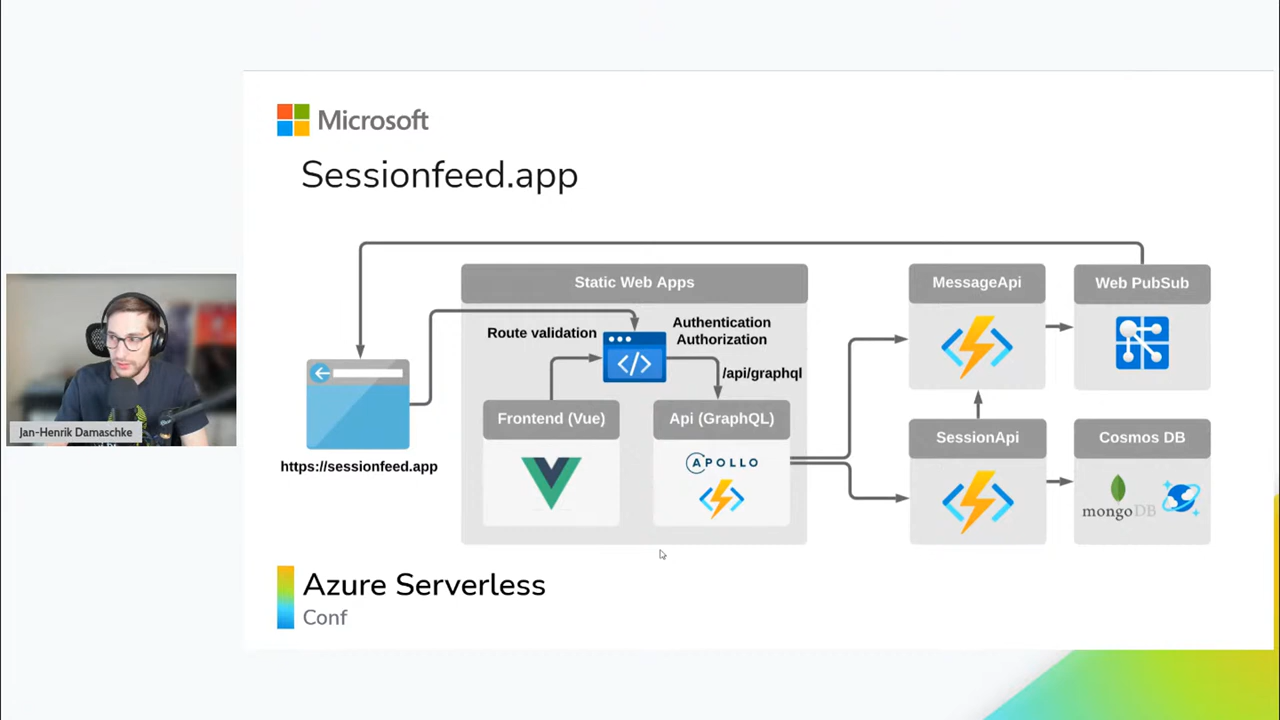 Microsoft
Sessionfeed.app
Static Web Apps
MessageApi
Web PubSub
Route validation
Authentication
Authorization
/api/graphql
Frontend (Vue)
Api (GraphQL)
SessionApi
Cosmos DB
APOLLO
mongoDB
https://sessionfeed.app
Jan-Henrik Damaschke
Azure Serverless
Conf